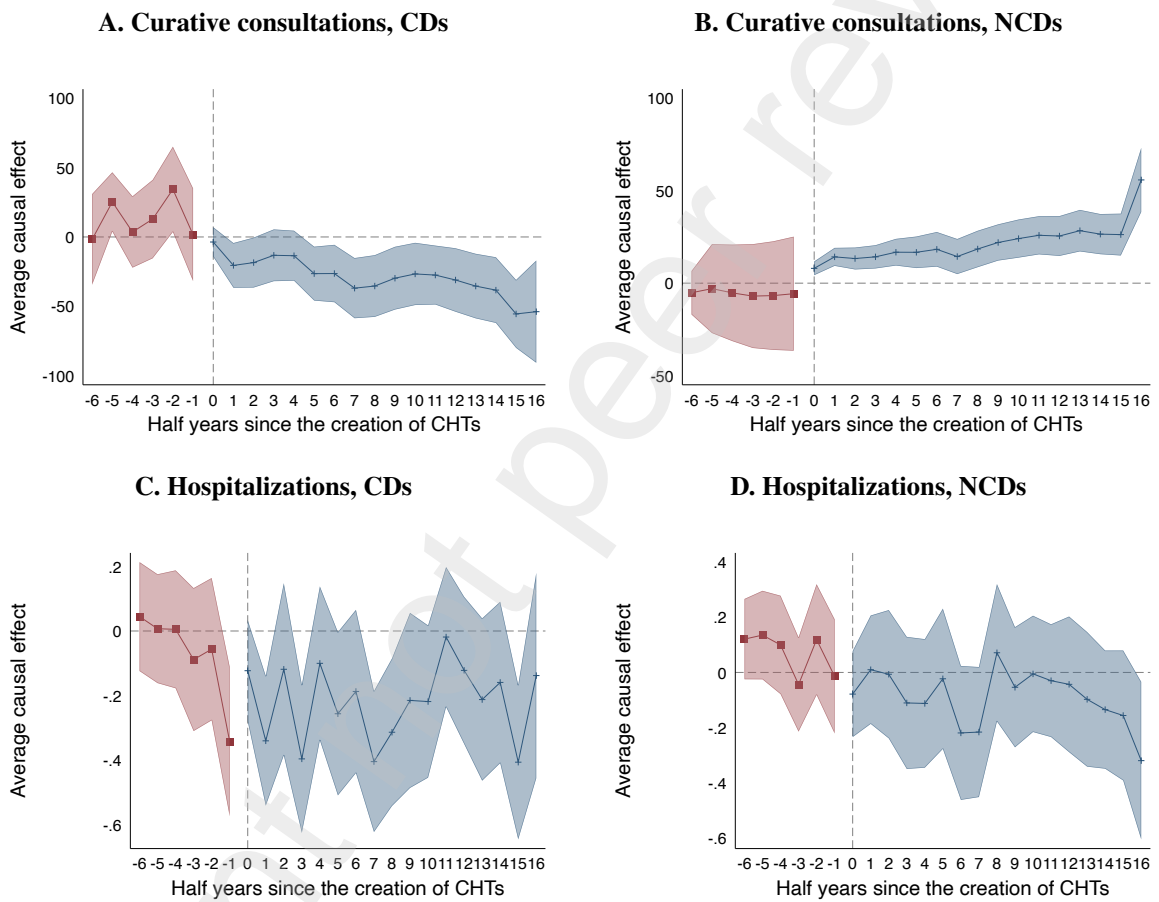 A. Curative consultations, CDs
Average causal effect
100
50
0
-50
-100
-6 -5 -4 -3 -2 -1 0 1 2 3 4 5 6 7 8 9 10 11 12 13 14 15 16
Half years since the creation of CHTs
B. Curative consultations, NCDs
Average causal effect
100
50
0
-50
-6 -5 -4 -3 -2 -1 0 1 2 3 4 5 6 7 8 9 10 11 12 13 14 15 16
Half years since the creation of CHTs
C. Hospitalizations, CDs
Average causal effect
.2
0
-.2
-.4
-.6
-6 -5 -4 -3 -2 -1 0 1 2 3 4 5 6 7 8 9 10 11 12 13 14 15 16
Half years since the creation of CHTs
D. Hospitalizations, NCDs
Average causal effect
.4
.2
0
-.2
-.4
-.6
-6 -5 -4 -3 -2 -1 0 1 2 3 4 5 6 7 8 9 10 11 12 13 14 15 16
Half years since the creation of CHTs
not peer rev